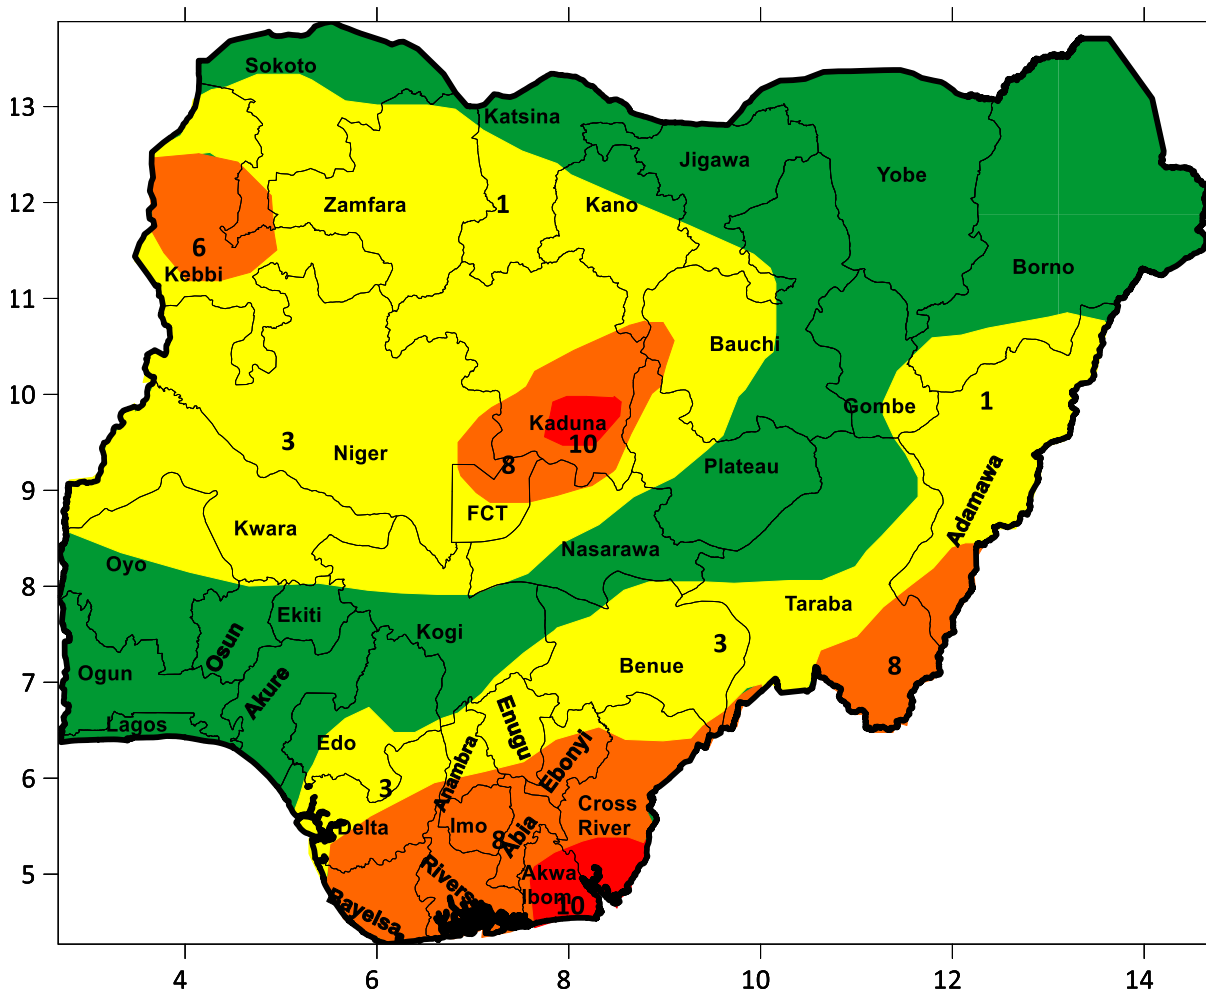 Sokoto
13
Katsina
Jigawa
Yobe
12
Zamfara
1
Kano
6
Kebbi
Borno
11
Bauchi
10
Kaduna
Gombe
1
3
10
Niger
8
Plateau
9
FCT
Adamawa
Kwara
Nasarawa
Oyo
8
Ekiti
Taraba
Kogi
Osun
3
Ogun
Benue
8
7
Akure
Lagos
Enugu
Edo
Anambra
Ebonyi
6
3
Cross
River
Delta
Imo
8
Abia
5
Rivers
Akwa
Ibom
10
Bayelsa
4
6
8
10
12
14